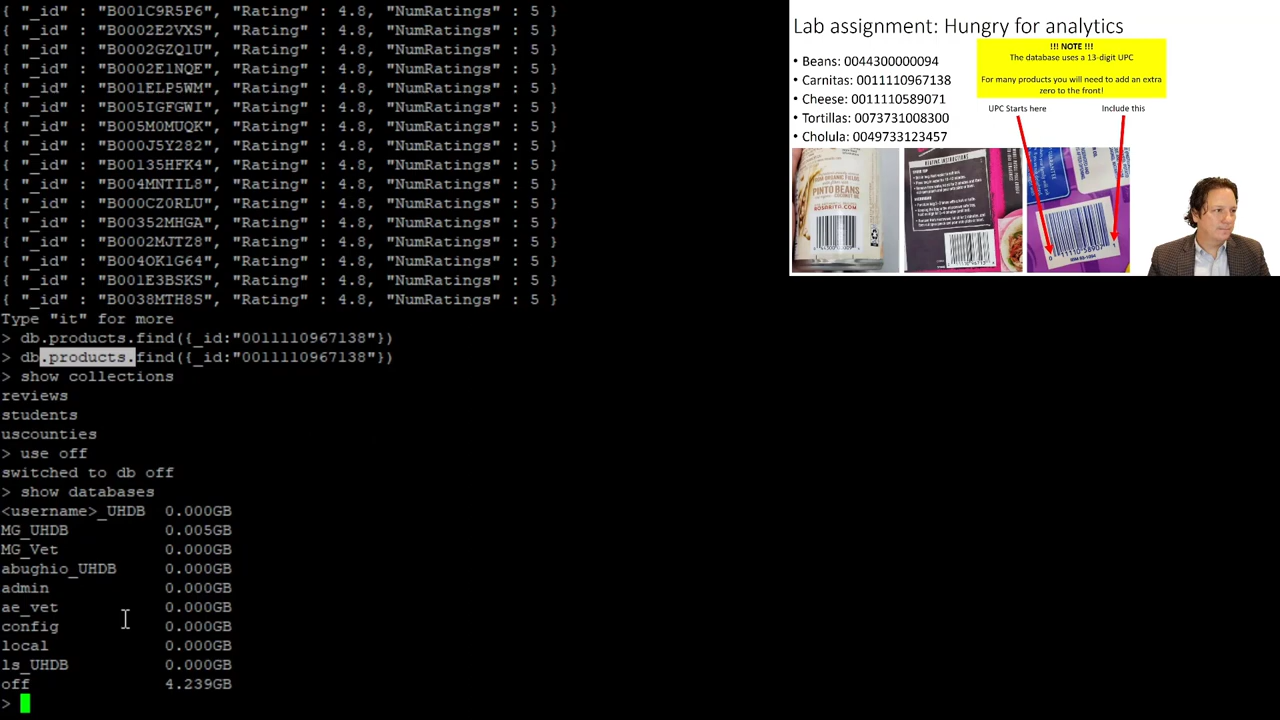 { "_id" : "B001C9R5P6", "Rating" : 4.8, "NumRatings" : 5 }
{ "_id" : "B0002E2VXS", "Rating" : 4.8, "NumRatings" : 5 }
{ "_id" : "B0002GZQ1U", "Rating" : 4.8, "NumRatings" : 5 }
{ "_id" : "B0002E1NQE", "Rating" : 4.8, "NumRatings" : 5 }
{ "_id" : "B001ELP5WM", "Rating" : 4.8, "NumRatings" : 5 }
{ "_id" : "B005IGFGWI", "Rating" : 4.8, "NumRatings" : 5 }
{ "_id" : "B005M0MUQK", "Rating" : 4.8, "NumRatings" : 5 }
{ "_id" : "B000J5Y282", "Rating" : 4.8, "NumRatings" : 5 }
{ "_id" : "B00135HFK4", "Rating" : 4.8, "NumRatings" : 5 }
{ "_id" : "B004MNTIL8", "Rating" : 4.8, "NumRatings" : 5 }
{ "_id" : "B000CZ0RLU", "Rating" : 4.8, "NumRatings" : 5 }
{ "_id" : "B0052MHGA", "Rating" : 4.8, "NumRatings" : 5 }
{ "_id" : "B0002MJTZ8", "Rating" : 4.8, "NumRatings" : 5 }
{ "_id" : "B004OK1G64", "Rating" : 4.8, "NumRatings" : 5 }
{ "_id" : "B001E3BSKS", "Rating" : 4.8, "NumRatings" : 5 }
{ "_id" : "B0038MTH8S", "Rating" : 4.8, "NumRatings" : 5 }
Type "it" for more
> db.products.find({_id:"0011110967138"})
> db.products.find({_id:"0011110967138"})
> show collections
reviews
students
uscounties
> use off
switched to db off
> show databases
<username>_UHDB 0.000GB
MG_UHDB 0.005GB
MG_Vet 0.000GB
abughio_UHDB 0.000GB
admin 0.000GB
ae_vet 0.000GB
config 0.000GB
local 0.000GB
ls_UHDB 0.000GB
off 4.239GB
>
Lab assignment: Hungry for analytics
• Beans: 0044300000094
• Carnitas: 0011110967138
• Cheese: 0011110589071
• Tortillas: 0073731008300
• Cholula: 0049733123457
!!! NOTE !!!
The database uses a 13-digit UPC
For many products you will need to add an extra
zero to the front!
UPC Starts here
Include this
PINTO BEANS
HEATING INSTRUCTIONS